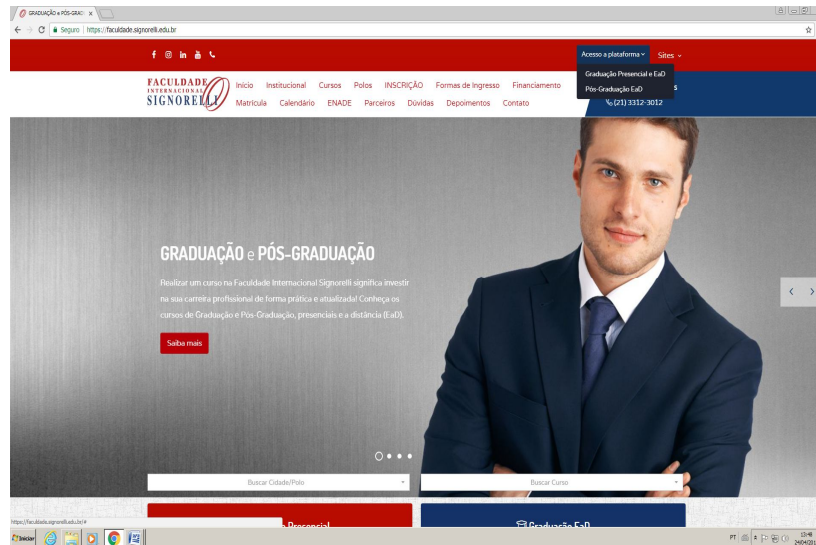 GRADUAÇÃO e PÓS-GRAD
Seguro | https://faculdade.signorelli.edu.br
Acesso a plataforma Sites
Graduação Presencial e EaD
Pós-Graduação EaD
FACULDADE
INTERNACIONAL
SIGNORELLI
Início Institucional Cursos Polos INSCRIÇÃO Formas de Ingresso Financiamento
Matrícula Calendário ENADE Parceiros Dúvidas Depoimentos Contato
(21) 3312-3012
GRADUAÇÃO e PÓS-GRADUAÇÃO
Realizar um curso na Faculdade Internacional Signorelli significa investir
na sua carreira profissional de forma prática e atualizada! Conheça os
cursos de Graduação e Pós-Graduação, presenciais e a distância (EaD).
Saiba mais
Buscar Cidade/Polo
Buscar Curso
Presencial
Graduação EaD
https://faculdade.signorelli.edu.br/#
Iniciar
PT
13:48